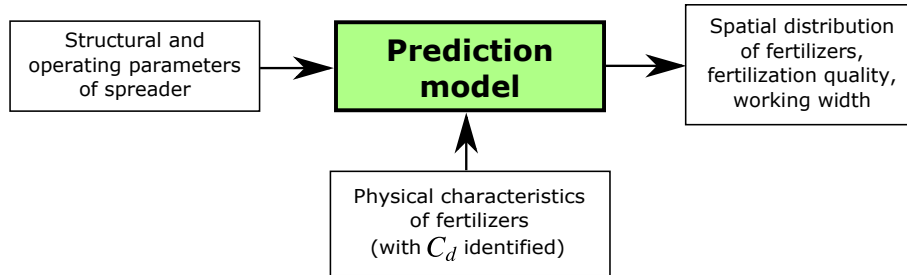 Structural and
operating parameters
of spreader
Prediction
model
Spatial distribution
of fertilizers,
fertilization quality,
working width
Physical characteristics
of fertilizers
(with C_d identified)